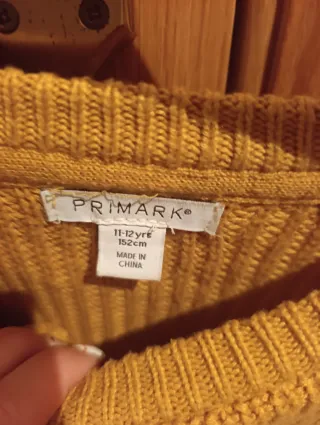 PRIMARK®
11-12yrs
152cm
MADE IN
CHINA